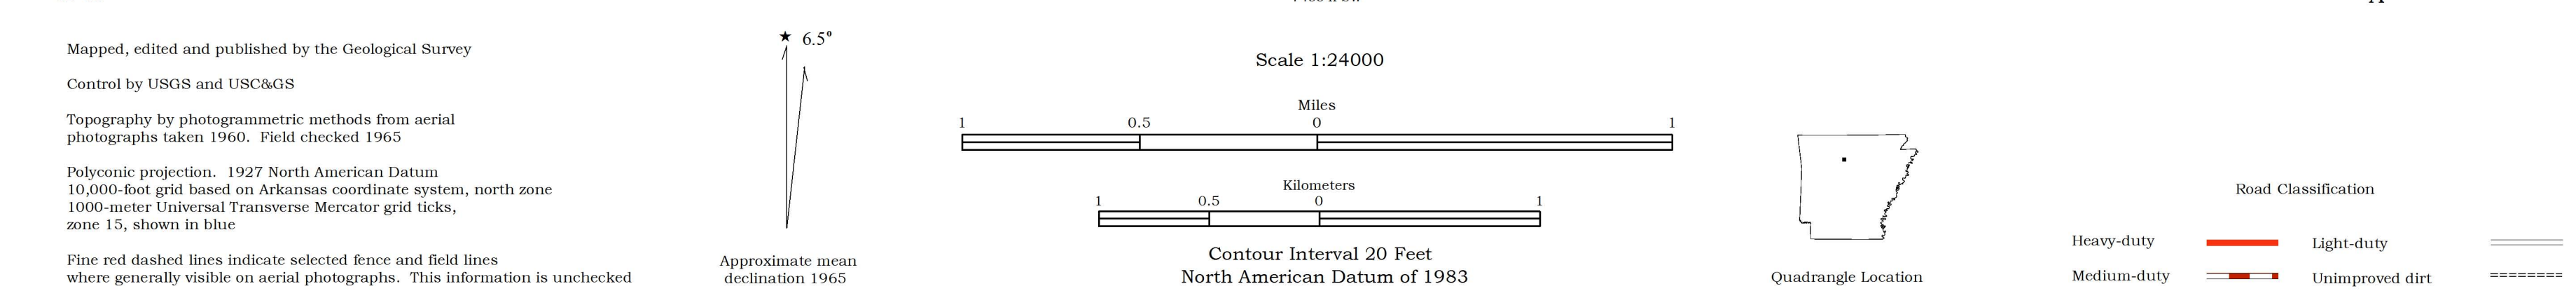 Mapped, edited and published by the Geological Survey
Control by USGS and USC&GS
Topography by photogrammetric methods from aerial
photographs taken 1960.  Field checked 1965
Polyconic projection.  1927 North American Datum
10,000-foot grid based on Arkansas coordinate system, north zone
1000-meter Universal Transverse Mercator grid ticks,
zone 15, shown in blue
Fine red dashed lines indicate selected fence and field lines
where generally visible on aerial photographs.  This information is unchecked
6.5°
Approximate mean
declination 1965
Scale 1:24000
Miles
1 0.5 0 1
Kilometers
1 0.5 0 1
Contour Interval 20 Feet
North American Datum of 1983
Quadrangle Location
Road Classification
Heavy-duty
Light-duty
Medium-duty
Unimproved dirt